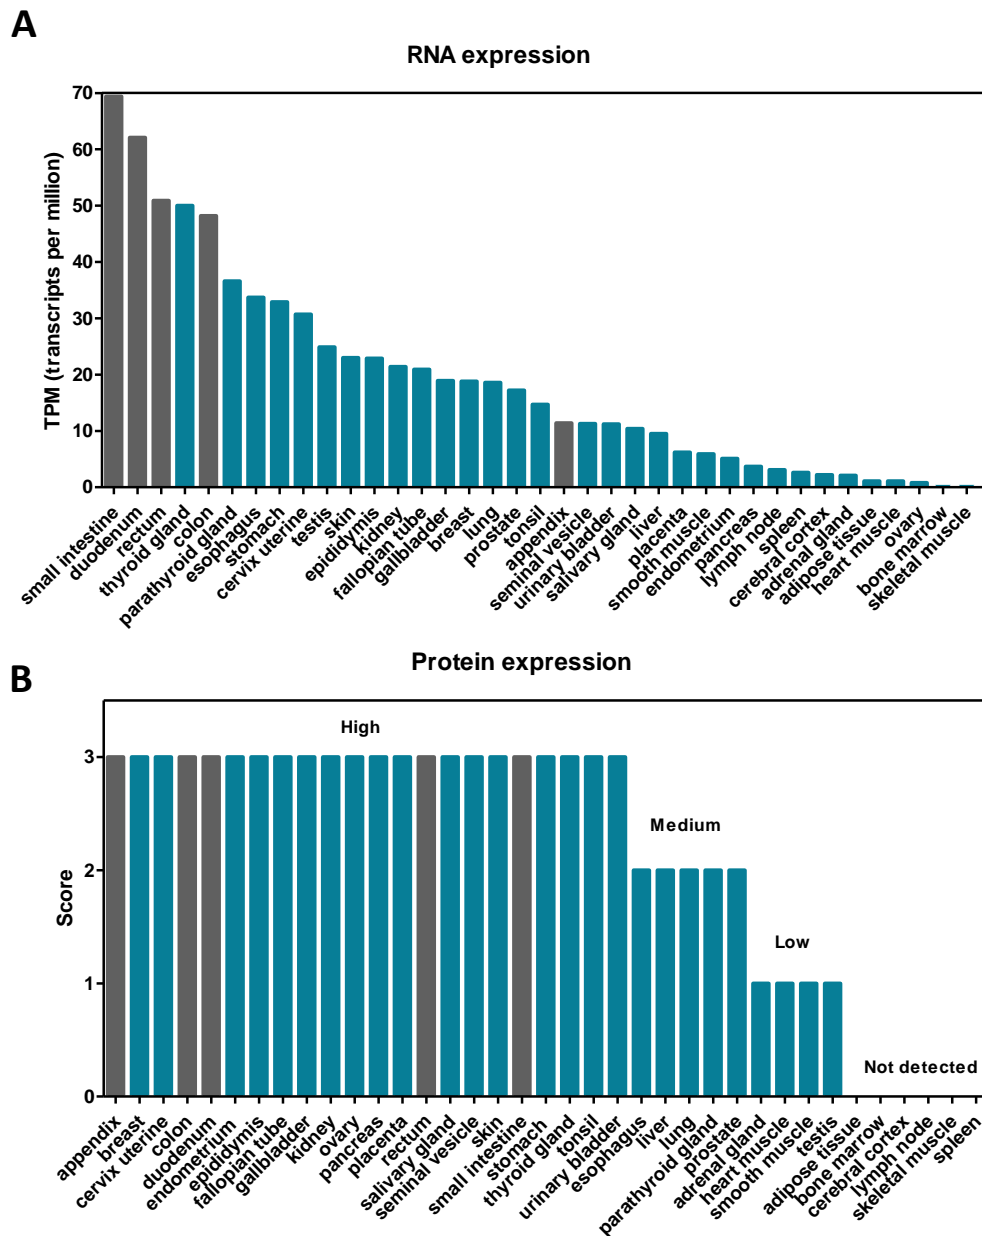 A
RNA expression
TPM (transcripts per million)
70
60
50
40
30
20
10
0
small intestine
duodenum
rectum
thyroid gland
colon
parathyroid gland
esophagus
stomach
cervix uterine
testis
skin
epididymis
kidney
fallopian tube
gallbladder
breast
lung
prostate
tonsil
appendix
seminal vesicle
urinary bladder
salivary gland
liver
placenta
smooth muscle
endometrium
pancreas
lymph node
spleen
cerebral cortex
adrenal gland
adipose tissue
heart muscle
ovary
bone marrow
skeletal muscle
B
Protein expression
Score
3
2
1
0
High
Medium
Low
Not detected
appendix
breast
cervix uterine
colon
duodenum
endometrium
epididymis
fallopian tube
gallbladder
kidney
ovary
pancreas
placenta
rectum
salivary gland
seminal vesicle
skin
small intestine
stomach
thyroid gland
tonsil
urinary bladder
esophagus
liver
lung
parathyroid gland
prostate
adrenal gland
heart muscle
smooth muscle
testis
adipose tissue
bone marrow
cerebral cortex
lymph node
skeletal muscle
spleen